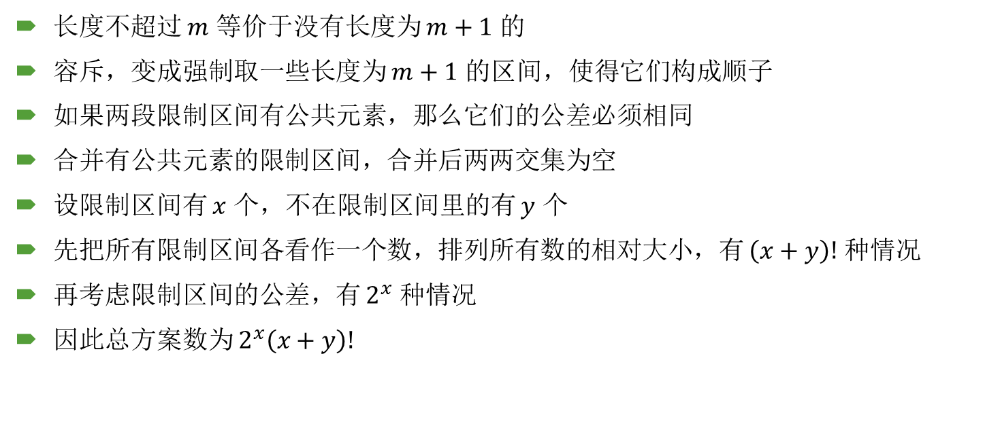 长度不超过 m 等价于没有长度为 m + 1 的
容斥，变成强制取一些长度为 m + 1 的区间，使得它们构成顺子
如果两段限制区间有公共元素，那么它们的公差必须相同
合并有公共元素的限制区间，合并后两两交集为空
设限制区间有 x 个，不在限制区间里的有 y 个
先把所有限制区间各看作一个数，排列所有数的相对大小，有 (x + y)! 种情况
再考虑限制区间的公差，有 2ˣ 种情况
因此总方案数为 2ˣ(x + y)!